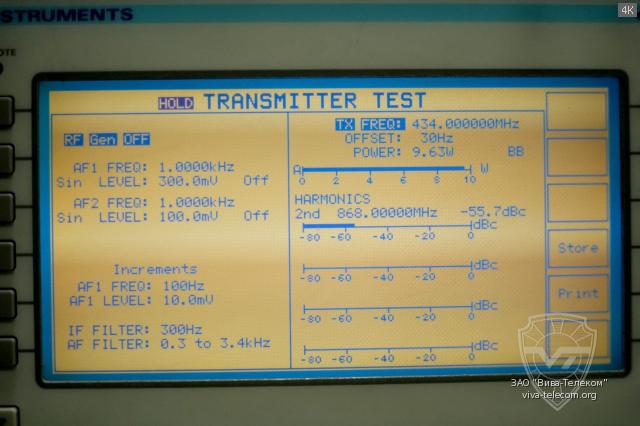 STRUMENTS
4K
OTE
HOLD TRANSMITTER TEST
RF Gen OFF
AF1 FREQ: 1.0000kHz
Sin LEVEL: 300.0mV Off
AF2 FREQ: 1.0000kHz
Sin LEVEL: 100.0mV Off
Increments
AF1 FREQ: 100Hz
AF1 LEVEL: 10.0mV
IF FILTER: 300Hz
AF FILTER: 0.3 to 3.4kHz
TX FREQ: 434.000000MHz
OFFSET: 30Hz
POWER: 9.63W BB
A W
0 2 4 6 8 10
HARMONICS
2nd 868.00000MHz -55.7dBc
dBc
-80 -60 -40 -20 0
dBc
-80 -60 -40 -20 0
dBc
-80 -60 -40 -20 0
dBc
-80 -60 -40 -20 0
Store
Print
VT
ЗАО "Вива-Телеком"
viva-telecom.org